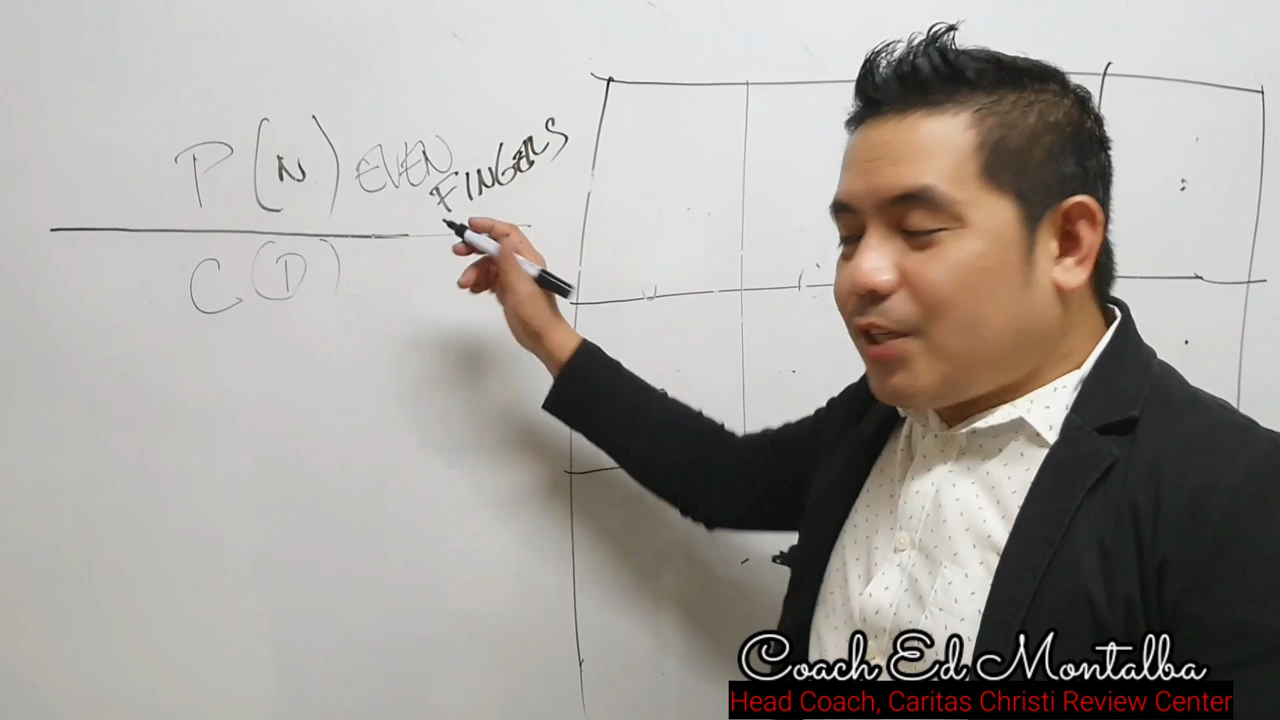 P (N) EVEN
FINGERS
C (D)
Coach Ed Montalba
Head Coach, Caritas Christi Review Center